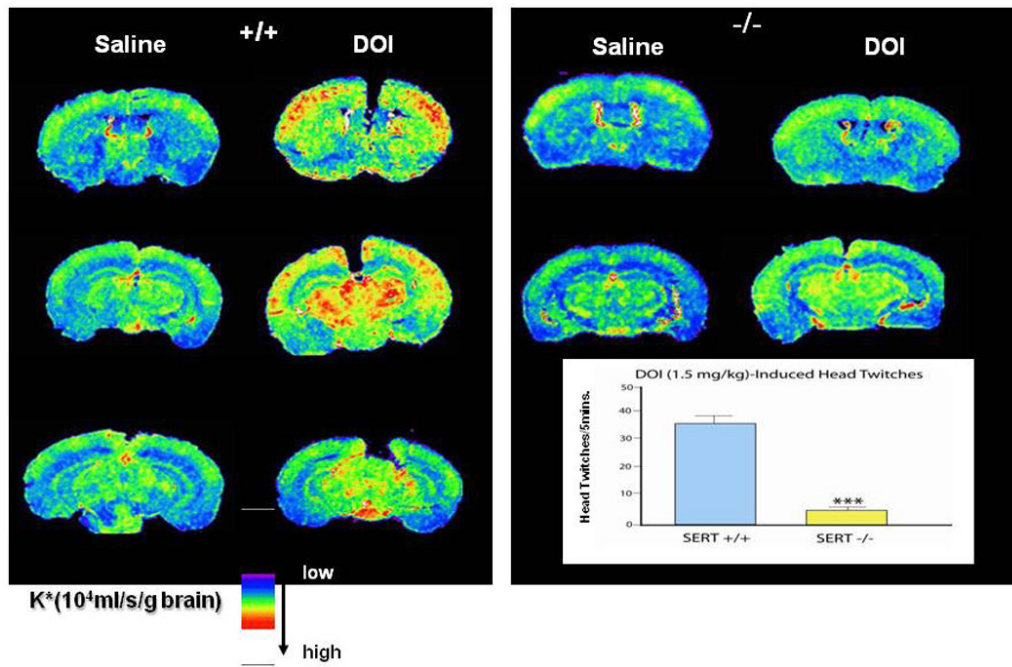 +/+
Saline DOI
-/-
Saline DOI
DOI (1.5 mg/kg)-Induced Head Twitches
Head Twitches/5mins.
50
40
30
20
10
0
***
SERT +/+ SERT -/-
K*(10⁴ml/s/g brain)
low
high